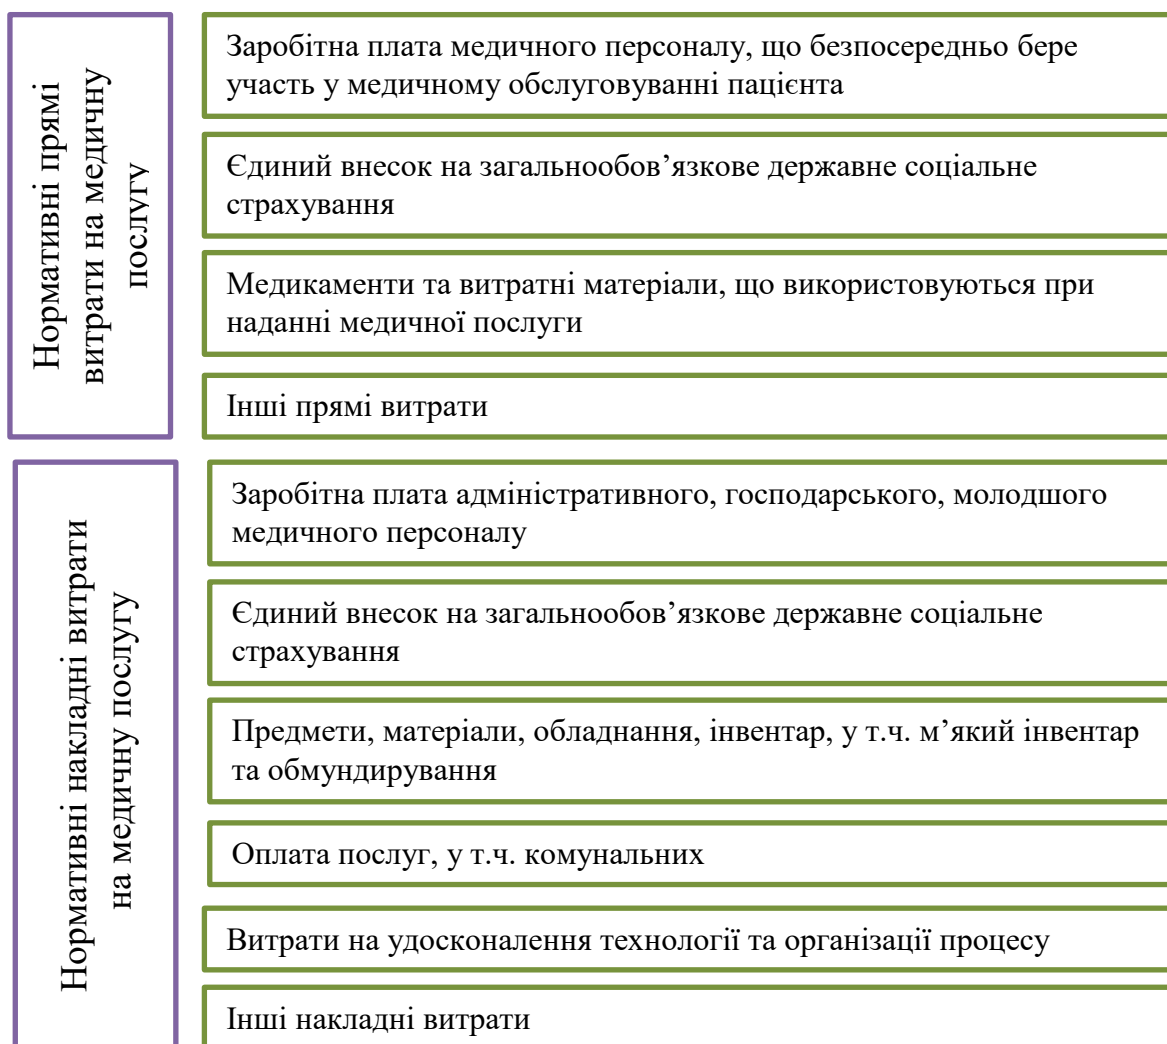 Нормативні прямі
витрати на медичну
послугу
Заробітна плата медичного персоналу, що безпосередньо бере
участь у медичному обслуговуванні пацієнта
Єдиний внесок на загальнообов’язкове державне соціальне
страхування
Медикаменти та витратні матеріали, що використовуються при
наданні медичної послуги
Інші прямі витрати
Нормативні накладні витрати
на медичну послугу
Заробітна плата адміністративного, господарського, молодшого
медичного персоналу
Єдиний внесок на загальнообов’язкове державне соціальне
страхування
Предмети, матеріали, обладнання, інвентар, у т.ч. м’який інвентар
та обмундирування
Оплата послуг, у т.ч. комунальних
Витрати на удосконалення технології та організації процесу
Інші накладні витрати